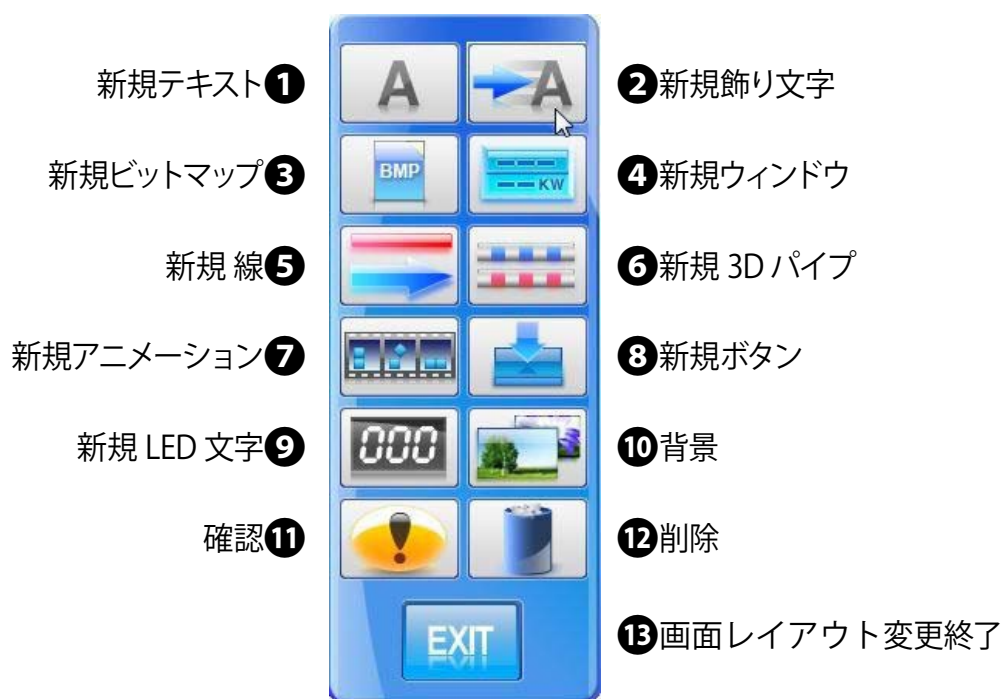 新規テキスト❶
A
A
❷新規飾り文字
新規ビットマップ❸
BMP
KW
❹新規ウィンドウ
新規 線❺
❻新規 3D パイプ
新規アニメーション❼
❽新規ボタン
新規 LED 文字❾
000
❿背景
確認⓫
!
⓬削除
EXIT
⓭画面レイアウト変更終了